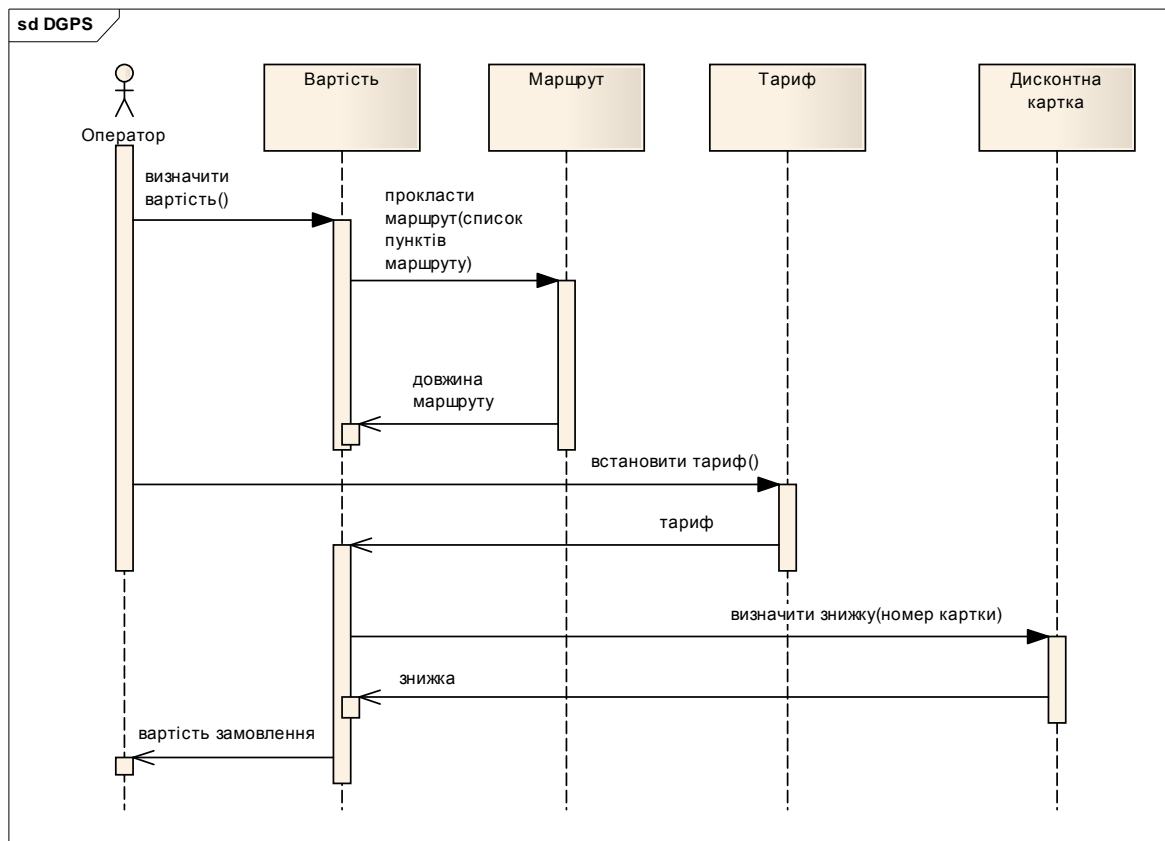 sd DGPS
Оператор
Вартість
Маршрут
Тариф
Дисконтна
картка
визначити
вартість()
прокласти
маршрут(список
пунктів
маршруту)
довжина
маршруту
встановити тариф()
тариф
визначити знижку(номер картки)
знижка
вартість замовлення